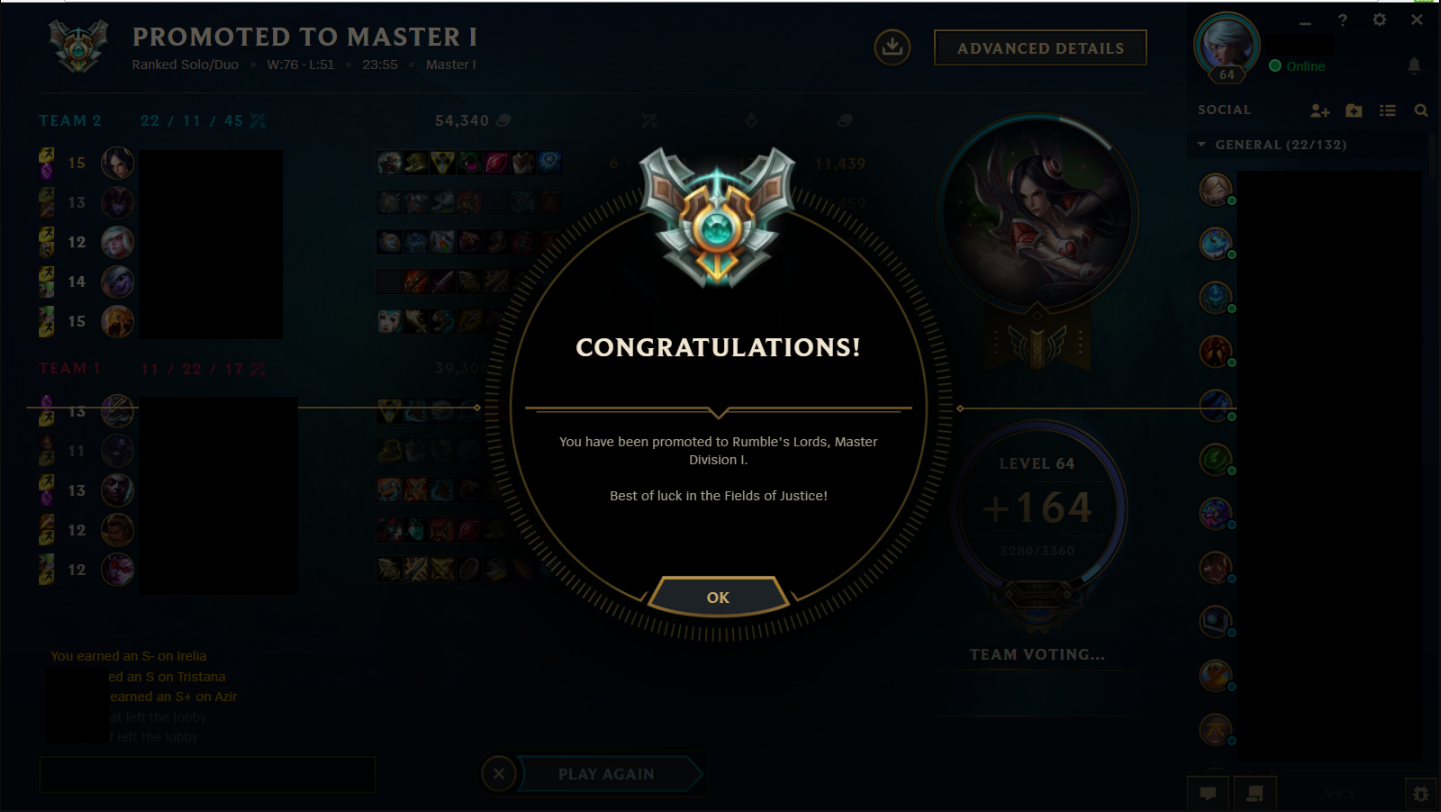 PROMOTED TO MASTER I
Ranked Solo/Duo • W:76 - L:51 • 23:55 • Master I
ADVANCED DETAILS
64
Online
SOCIAL
GENERAL (22/132)
TEAM 2 22 / 11 / 45 54,340
15 6 11,439
13
12
14
15
TEAM 1 11 / 22 / 17
13
11
13
12
12
CONGRATULATIONS!
You have been promoted to Rumble's Lords, Master
Division I.
Best of luck in the Fields of Justice!
OK
LEVEL 64
+164
3280/3360
TEAM VOTING...
You earned an S- on Irelia
ed an S on Tristana
earned an S+ on Azir
at left the lobby
left the lobby
PLAY AGAIN